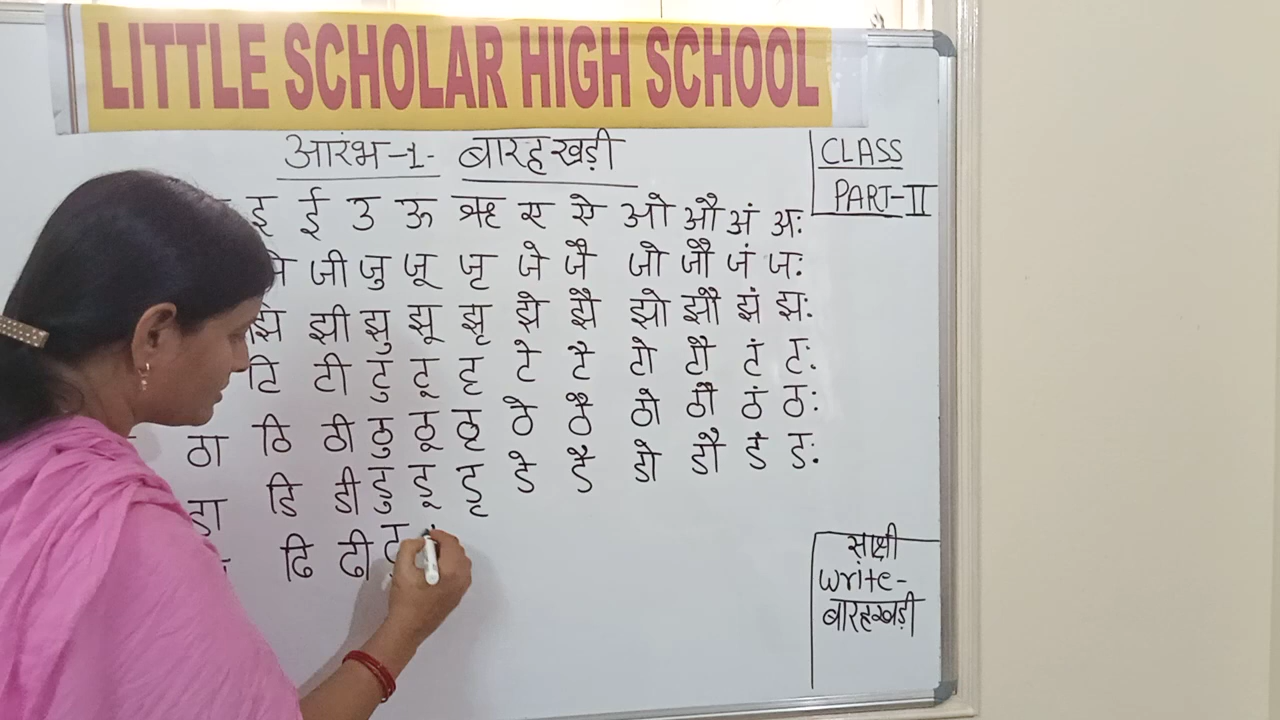 LITTLE SCHOLAR HIGH SCHOOL
आरंभ-1- बारहखड़ी
CLASS
PART-II
इ ई उ ऊ ऋ ए ऐ ओ औ अं अः
जी जु जू जृ जे जै जो जौ जं जः
झि झी झु झू झृ झे झै झो झौ झं झः
टि टी टु टू टृ टे टै टो टौ टं टः
ठा ठि ठी ठु ठू ठृ ठे ठै ठो ठौ ठं ठः
डा डि डी डु डू डृ डे डै डो डौ डं डः
ढि ढी
साक्षी
write-
बारहखड़ी